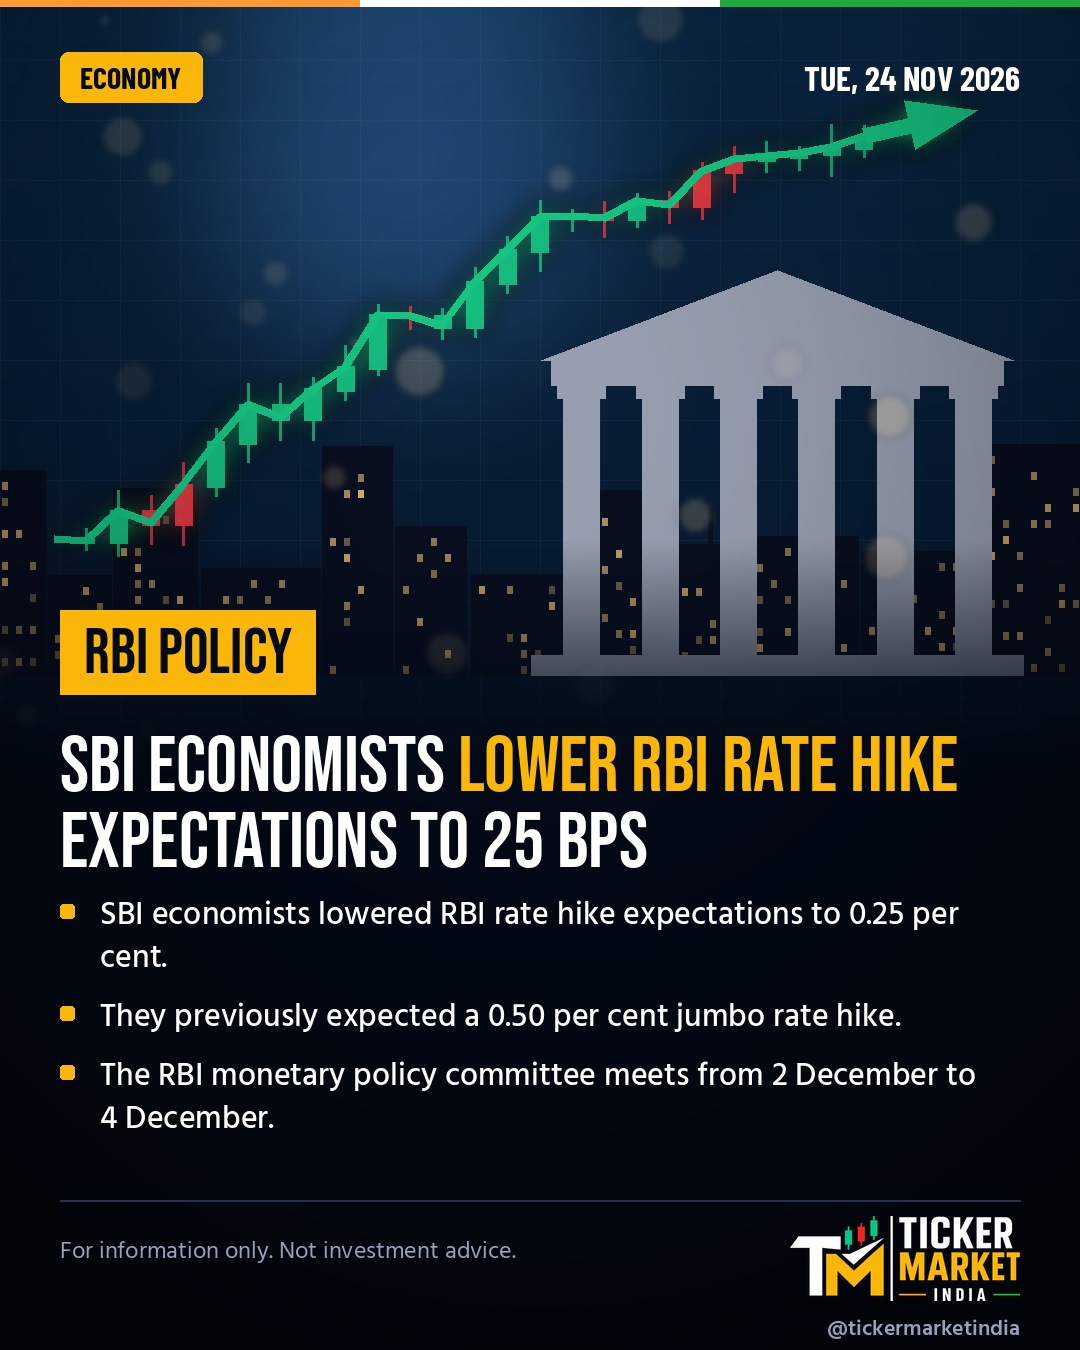 ECONOMY
TUE, 24 NOV 2026
RBI POLICY
SBI ECONOMISTS LOWER RBI RATE HIKE
EXPECTATIONS TO 25 BPS
SBI economists lowered RBI rate hike expectations to 0.25 per
cent.
They previously expected a 0.50 per cent jumbo rate hike.
The RBI monetary policy committee meets from 2 December to
4 December.
For information only. Not investment advice.
TM
TICKER
MARKET
INDIA
@tickermarketindia